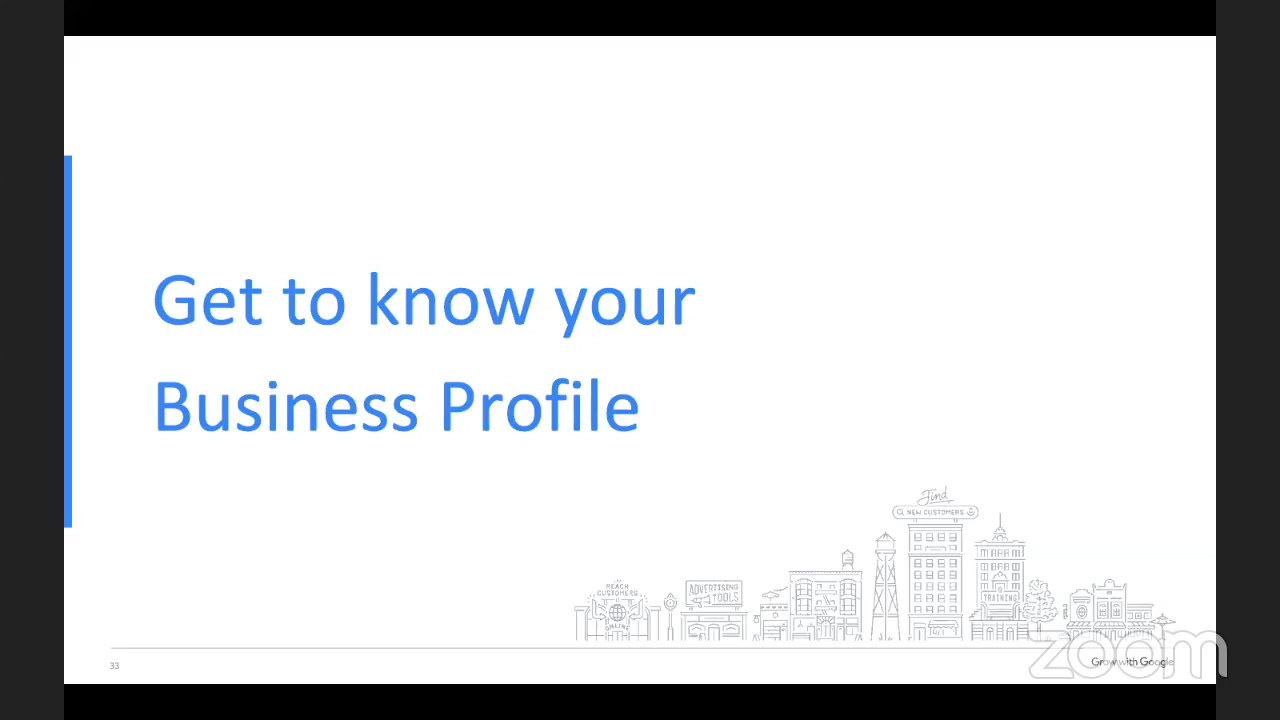 Get to know your
Business Profile
Find
NEW CUSTOMERS
REACH
CUSTOMERS
ONLINE
ADVERTISING
TOOLS
TRAINING
33
Grow with Google
zoom